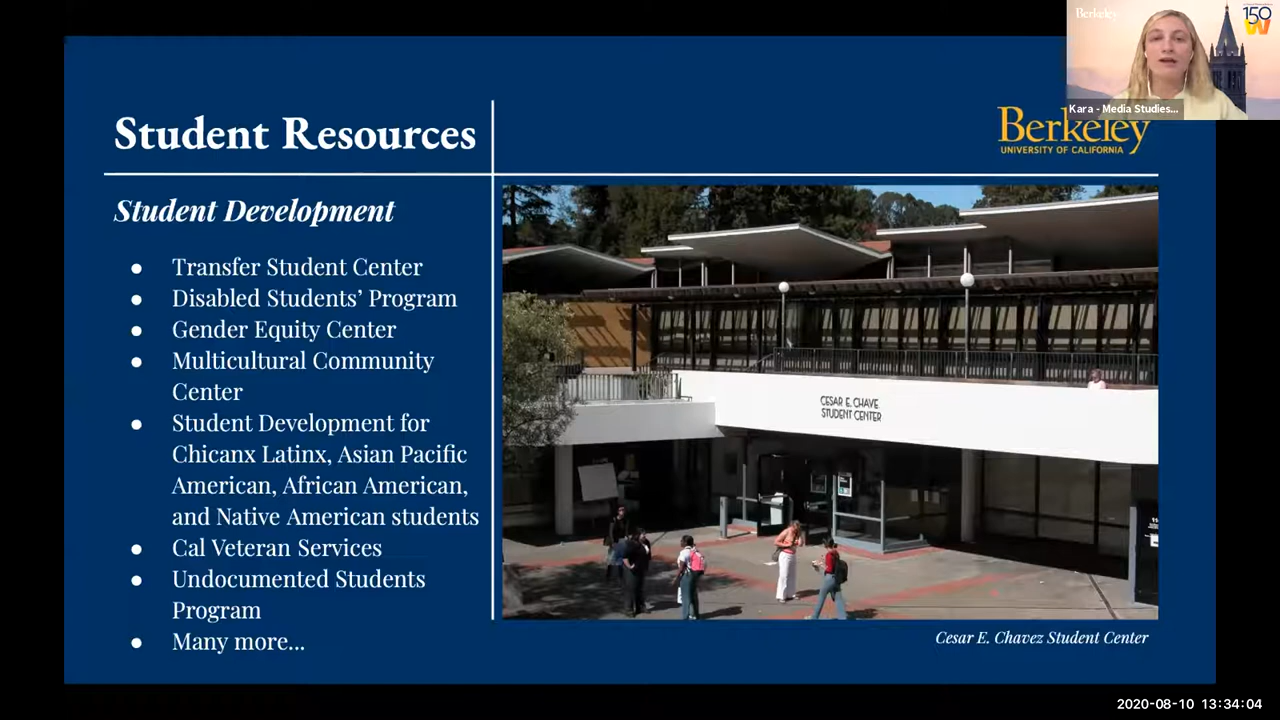 Berkeley
150
W
Kara - Media Studies...
Student Resources
Berkeley
UNIVERSITY OF CALIFORNIA
Student Development
● Transfer Student Center
● Disabled Students’ Program
● Gender Equity Center
● Multicultural Community
Center
● Student Development for
Chicanx Latinx, Asian Pacific
American, African American,
and Native American students
● Cal Veteran Services
● Undocumented Students
Program
● Many more...
CESAR E. CHAVE
STUDENT CENTER
Cesar E. Chavez Student Center
2020-08-10 13:34:04